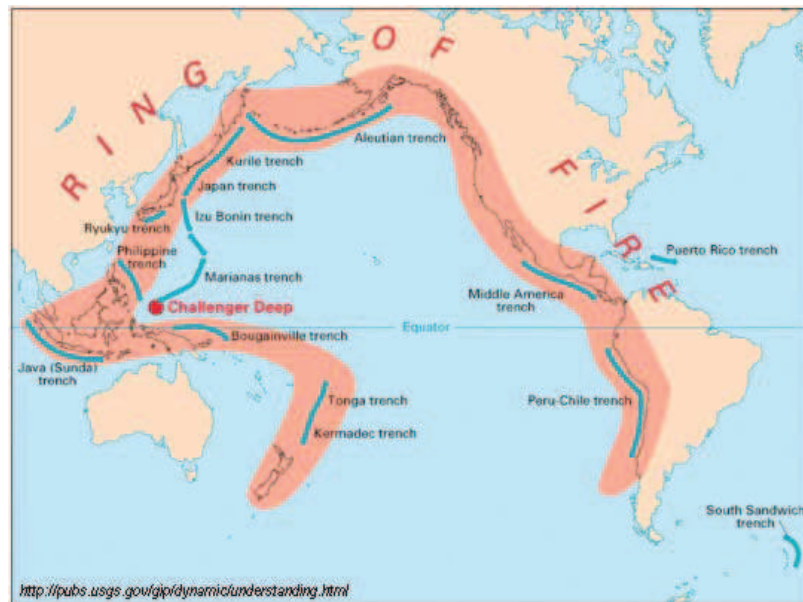 RING OF FIRE
Aleutian trench
Kurile trench
Japan trench
Izu Bonin trench
Ryukyu trench
Philippine
trench
Marianas trench
Challenger Deep
Puerto Rico trench
Middle America
trench
Equator
Bougainville trench
Java (Sunda)
trench
Tonga trench
Kermadec trench
Peru-Chile trench
South Sandwich
trench
http://pubs.usgs.gov/gip/dynamic/understanding.html